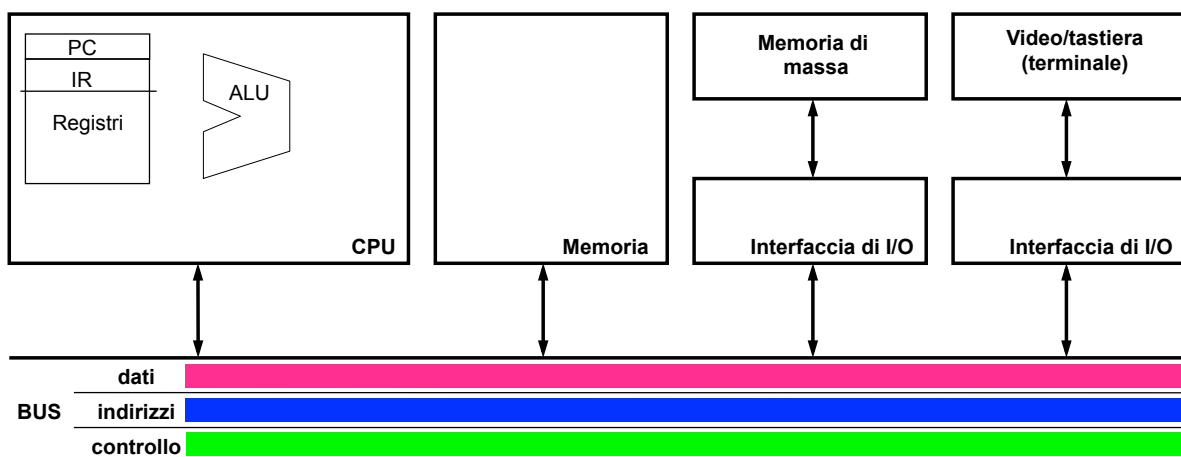 PC
IR
Registri
ALU
CPU
Memoria
Memoria di
massa
Interfaccia di I/O
Video/tastiera
(terminale)
Interfaccia di I/O
BUS
dati
indirizzi
controllo